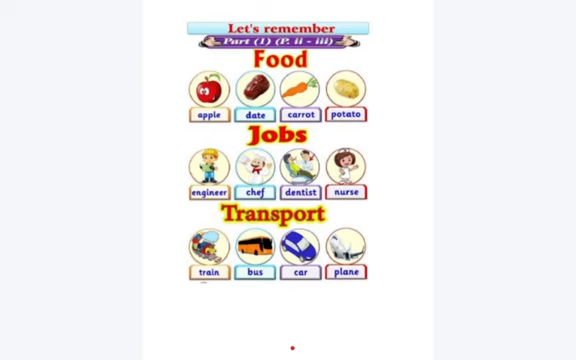 Let's remember
Part (1) (P. ii - iii)
Food
apple date carrot potato
Jobs
engineer chef dentist nurse
Transport
train bus car plane